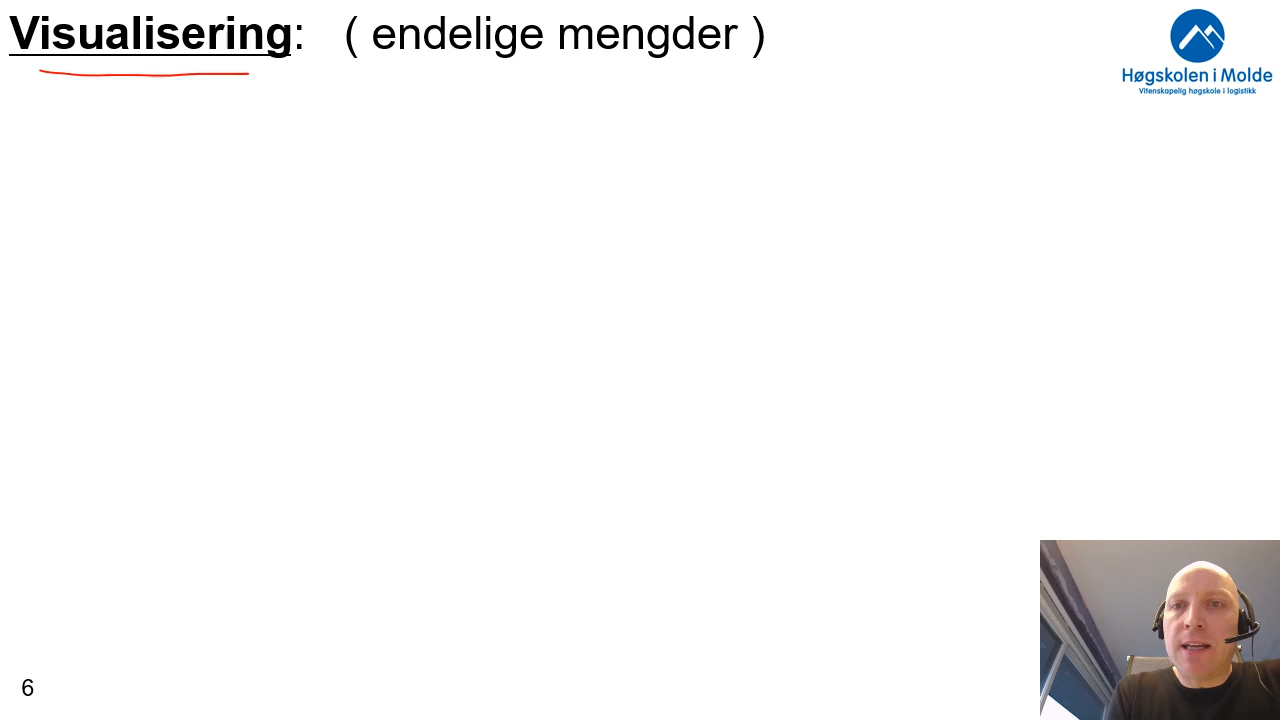 Visualisering: ( endelige mengder )
Høgskolen i Molde
Vitenskapelig høgskole i logistikk
6